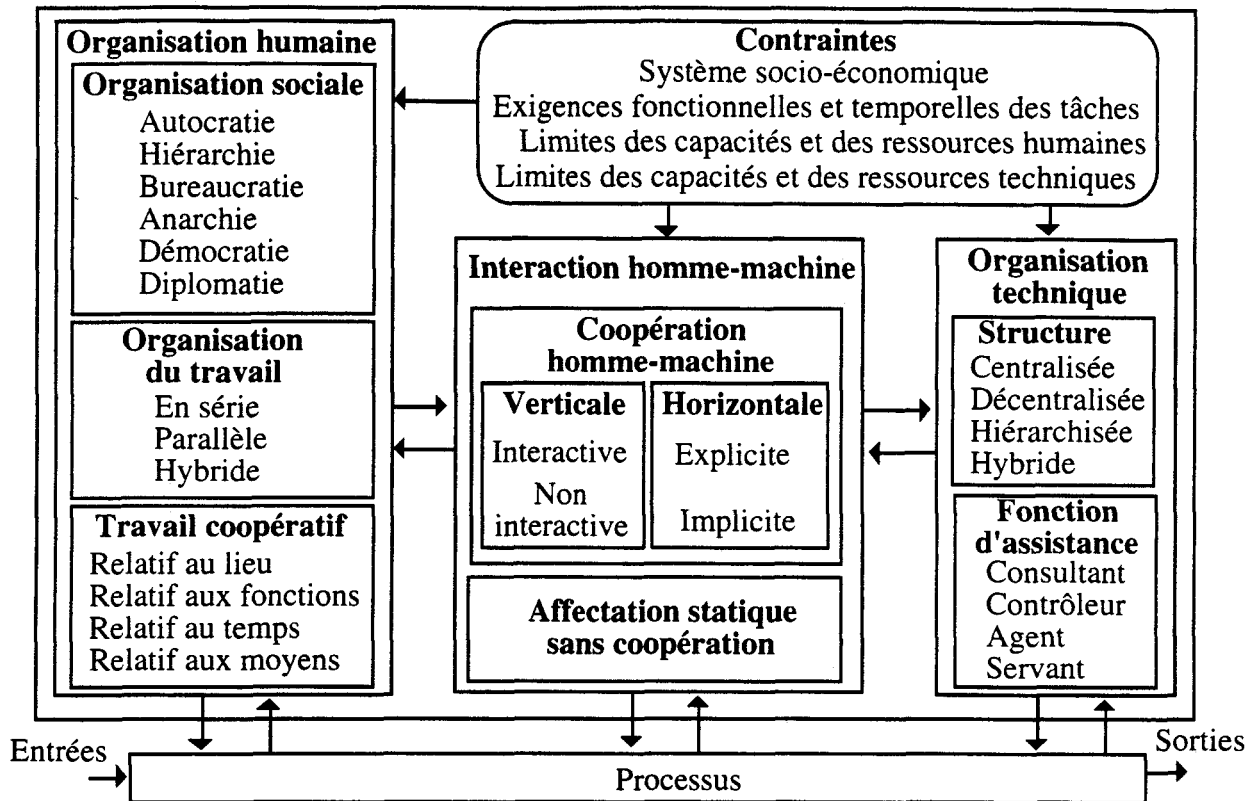 Organisation humaine
Organisation sociale
Autocratie
Hiérarchie
Bureaucratie
Anarchie
Démocratie
Diplomatie
Organisation
du travail
En série
Parallèle
Hybride
Travail coopératif
Relatif au lieu
Relatif aux fonctions
Relatif au temps
Relatif aux moyens
Contraintes
Système socio-économique
Exigences fonctionnelles et temporelles des tâches
Limites des capacités et des ressources humaines
Limites des capacités et des ressources techniques
Interaction homme-machine
Coopération
homme-machine
Verticale
Interactive
Non
interactive
Horizontale
Explicite
Implicite
Affectation statique
sans coopération
Organisation
technique
Structure
Centralisée
Décentralisée
Hiérarchisée
Hybride
Fonction
d'assistance
Consultant
Contrôleur
Agent
Servant
Entrées
Processus
Sorties